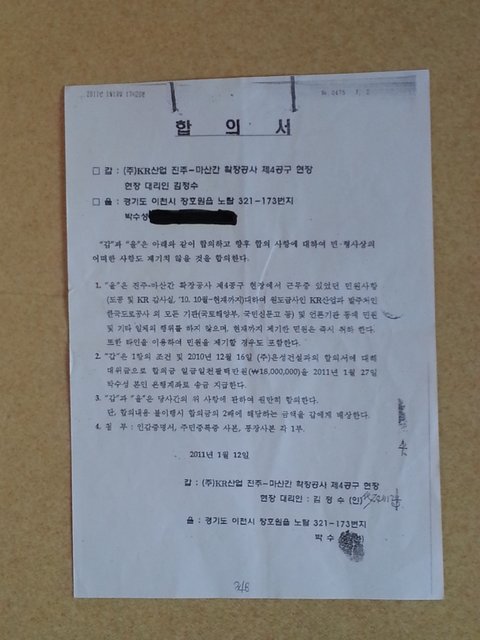 합 의 서
□ 갑 : (주)KR산업 진주-마산간 확장공사 제4공구 현장
현장 대리인 김정수
□ 을 : 경기도 이천시 장호원읍 노탑 321-173번지
박수성
"갑"과 "을"은 아래와 같이 합의하고 향후 합의 사항에 대하여 민·형사상의
어떠한 사항도 제기치 않을 것을 합의한다.
1. "을"은 진주-마산간 확장공사 제4공구 현장에서 근무중 있었던 민원사항
(도공 및 KR 감사실, '10. 10월-현재까지)대하여 원도급사인 KR산업과 발주처인
한국도로공사 의 모든 기관(국토해양부, 국민신문고 등) 및 언론기관 등에 민원
및 기타 일체의 행위를 하지 않으며, 현재까지 제기한 민원은 즉시 취하 한다.
또한 타인을 이용하여 민원을 제기할 경우도 포함한다.
2. "갑"은 1항의 조건 및 2010년 12월 16일 (주)은성건설과의 합의서에 대해
대위금으로 합의금 일금일천팔백만원(₩18,000,000)을 2011년 1월 27일
박수성 본인 은행계좌로 송금 지급한다.
3. "갑"과 "을"은 당사간의 위 사항에 관하여 원만히 합의한다.
단, 합의내용 불이행시 합의금의 2배에 해당하는 금액을 갑에게 배상한다.
4. 첨 부 : 인감증명서, 주민등록증 사본, 통장사본 각 1부.
2011년 1월 12일
갑 : (주)KR산업 진주-마산간 확장공사 제4공구 현장
현장 대리인 : 김 정 수 (인)
을 : 경기도 이천시 장호원읍 노탑 321-173번지
박 수